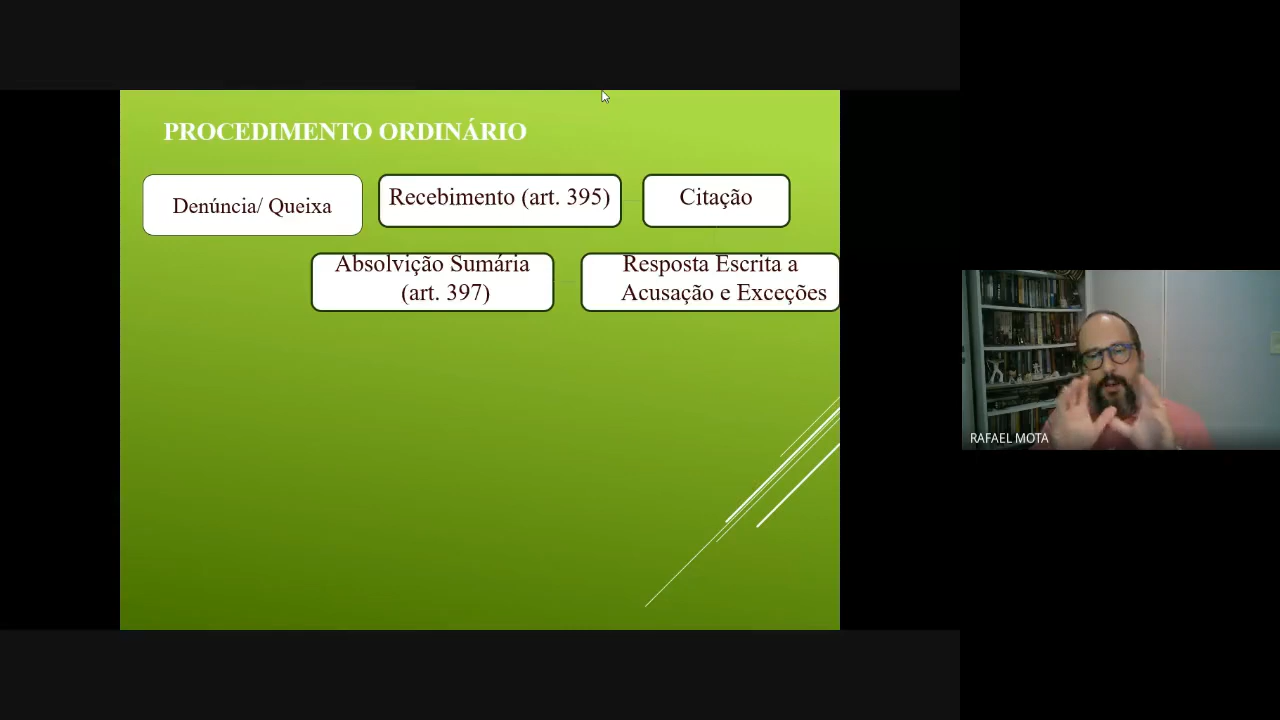 PROCEDIMENTO ORDINÁRIO
Denúncia/ Queixa
Recebimento (art. 395)
Citação
Absolvição Sumária
(art. 397)
Resposta Escrita a
Acusação e Exceções
RAFAEL MOTA